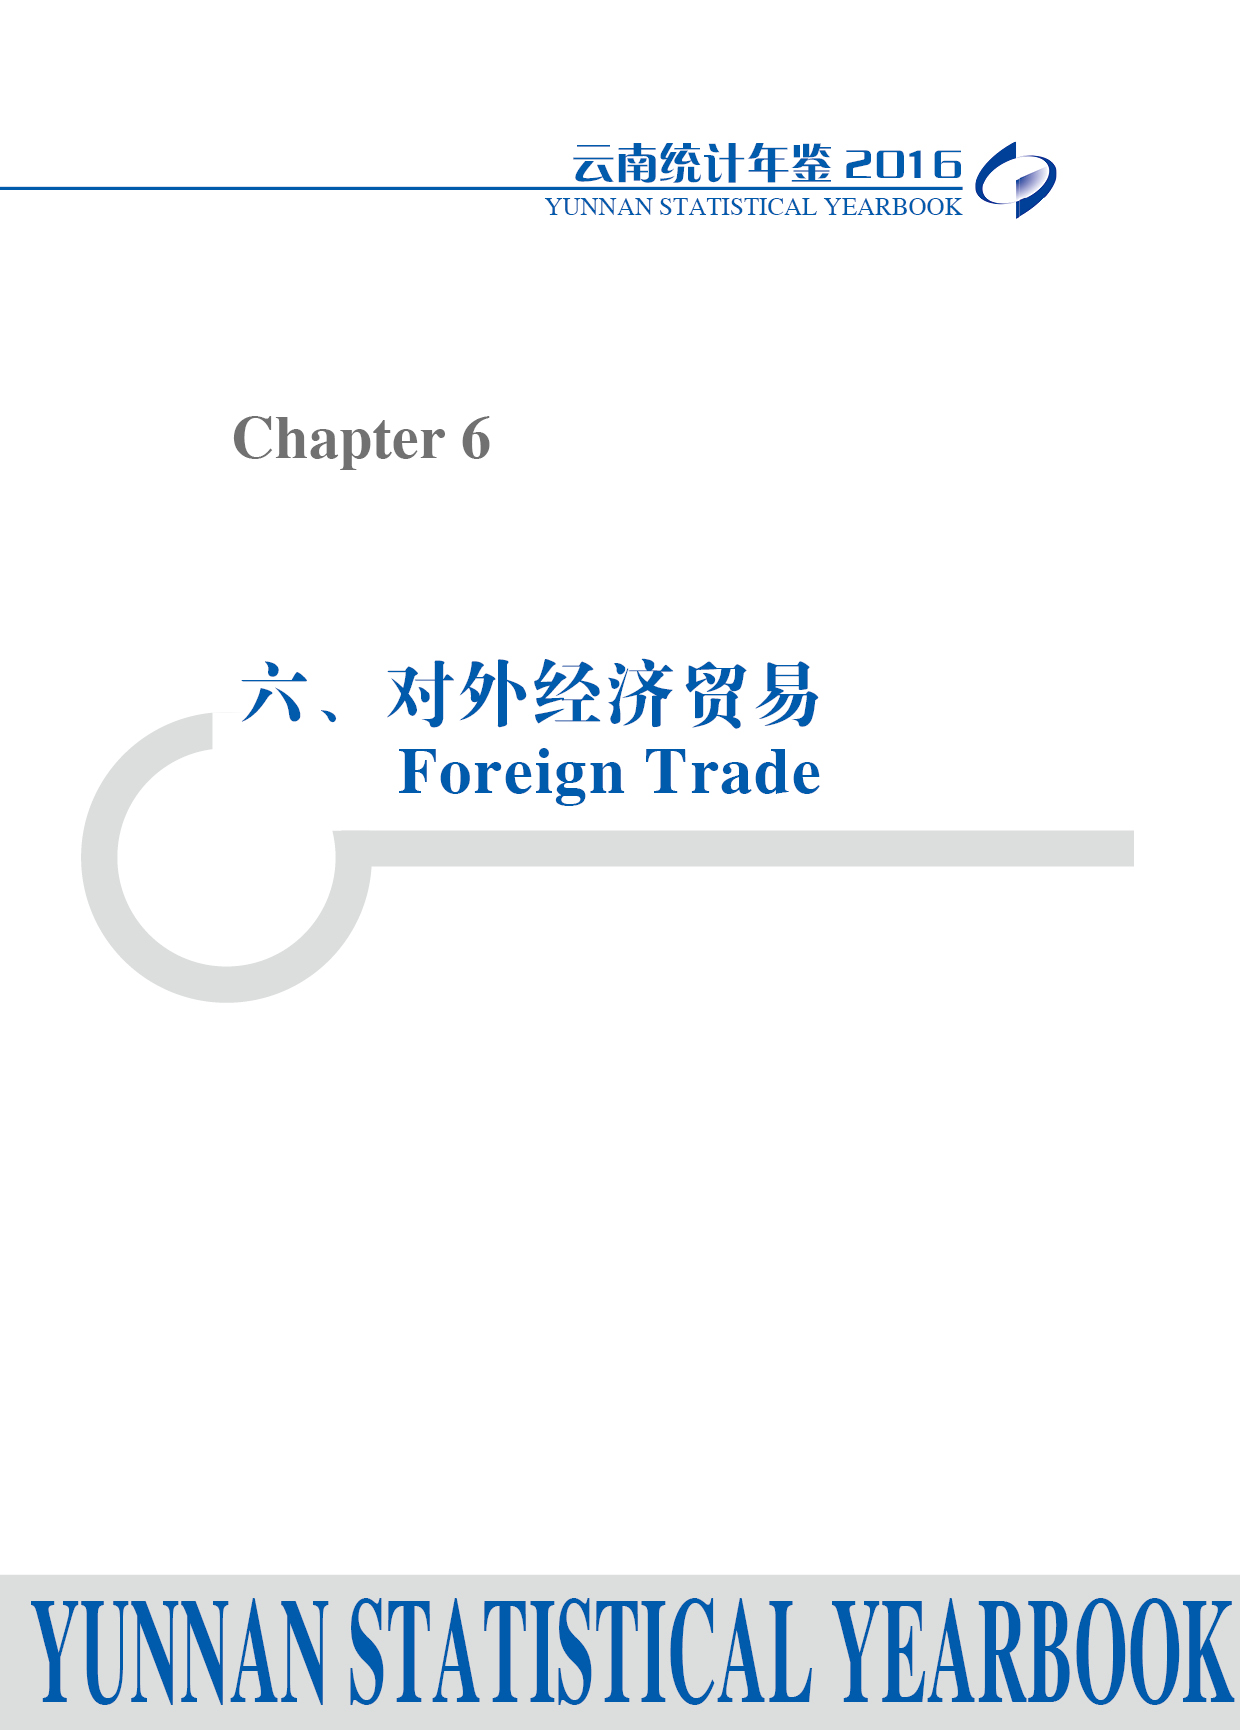 云南统计年鉴 2016
YUNNAN STATISTICAL YEARBOOK
Chapter 6
六、对外经济贸易
Foreign Trade
YUNNAN STATISTICAL YEARBOOK